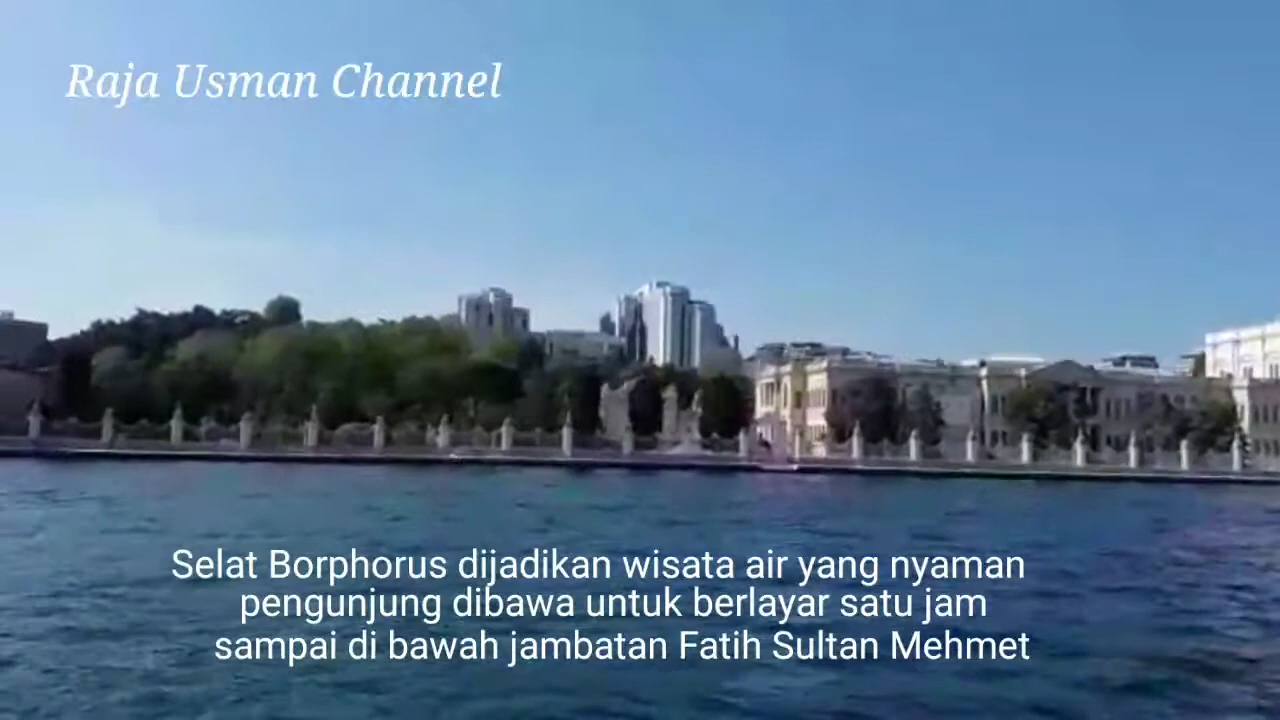 Raja Usman Channel
Selat Borphorus dijadikan wisata air yang nyaman
pengunjung dibawa untuk berlayar satu jam
sampai di bawah jambatan Fatih Sultan Mehmet